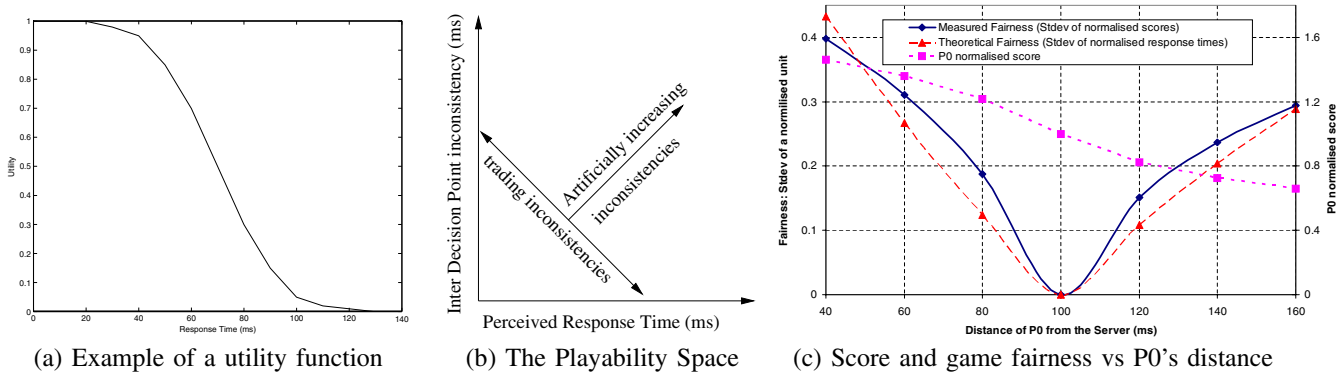 1
0.9
0.8
0.7
0.6
0.5
0.4
0.3
0.2
0.1
0
Utility
0 20 40 60 80 100 120 140
Response Time (ms)
(a) Example of a utility function
Inter Decision Point inconsistency (ms)
trading inconsistencies
Artificially increasing
inconsistencies
Perceived Response Time (ms)
(b) The Playability Space
Measured Fairness (Stdev of normalised scores)
Theoretical Fairness (Stdev of normalised response times)
P0 normalised score
Fairness: Stdev of a normilised unit
0.4
0.3
0.2
0.1
0
1.6
1.2
0.8
0.4
0
P0 normalised score
40 60 80 100 120 140 160
Distance of P0 from the Server (ms)
(c) Score and game fairness vs P0's distance